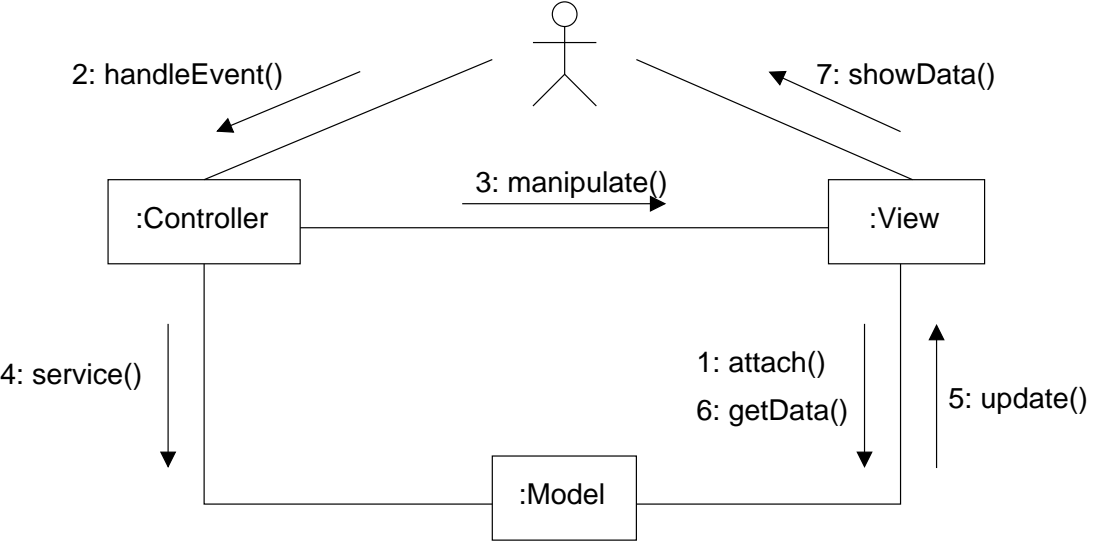 2: handleEvent()
7: showData()
3: manipulate()
:Controller
:View
4: service()
1: attach()
6: getData()
5: update()
:Model